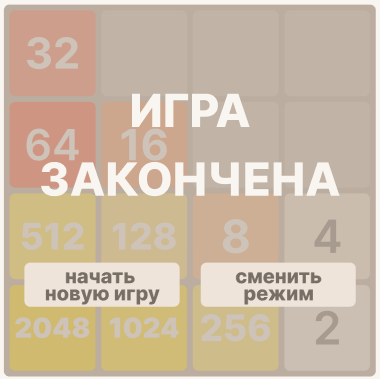 32
ИГРА
64 16
ЗАКОНЧЕНА
512 128 8 4
начать
новую игру
сменить
режим
2048 1024 256 2